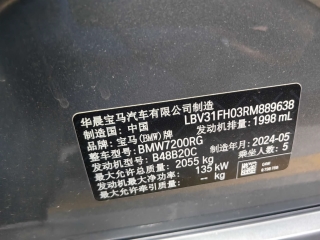 华晨宝马汽车有限公司制造
制造国：中国 LBV31FH03RM889638
品牌：宝马(BMW)牌 发动机排量：1998 mL
整车型号：BMW7200RG
发动机型号：B48B20C 制造年月：2024-05
最大允许总质量：2055 kg 乘坐人数：5
发动机最大净功率：135 kW
最大允许牵引质量：-- kg